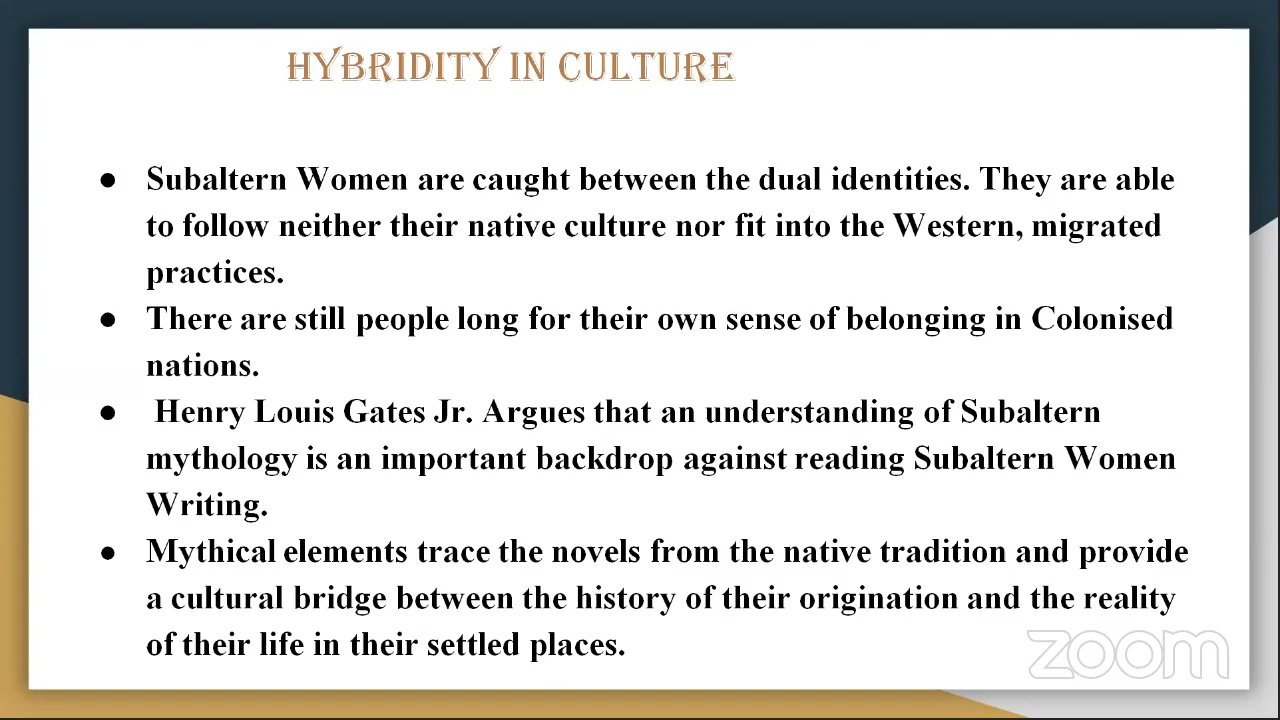 HYBRIDITY IN CULTURE
● Subaltern Women are caught between the dual identities. They are able
to follow neither their native culture nor fit into the Western, migrated
practices.
● There are still people long for their own sense of belonging in Colonised
nations.
● Henry Louis Gates Jr. Argues that an understanding of Subaltern
mythology is an important backdrop against reading Subaltern Women
Writing.
● Mythical elements trace the novels from the native tradition and provide
a cultural bridge between the history of their origination and the reality
of their life in their settled places.
zoom